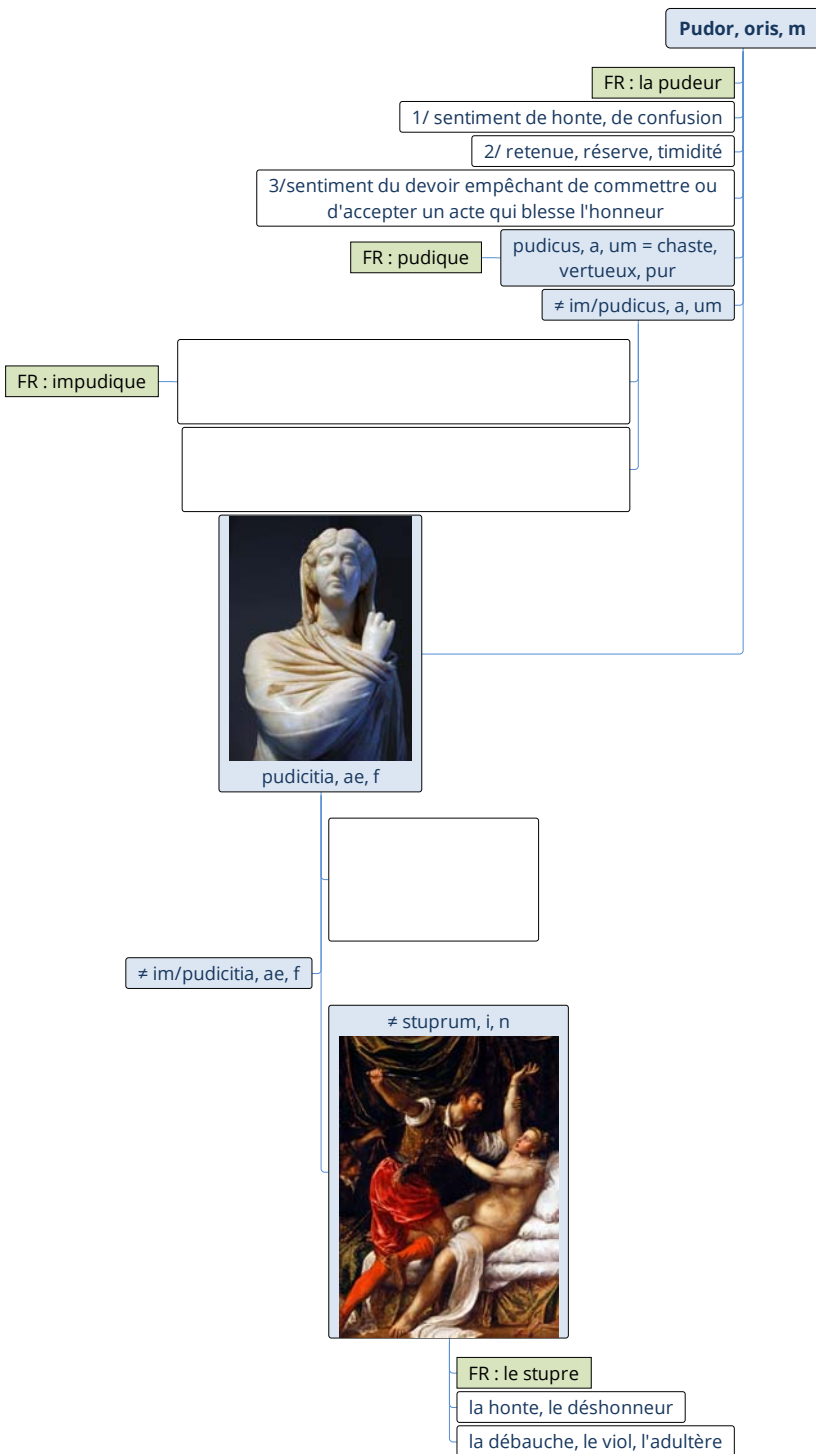 Pudor, oris, m
FR : la pudeur
1/ sentiment de honte, de confusion
2/ retenue, réserve, timidité
3/sentiment du devoir empêchant de commettre ou
d'accepter un acte qui blesse l'honneur
FR : pudique
pudicus, a, um = chaste,
vertueux, pur
≠ im/pudicus, a, um
FR : impudique
pudicitia, ae, f
≠ im/pudicitia, ae, f
≠ stuprum, i, n
FR : le stupre
la honte, le déshonneur
la débauche, le viol, l'adultère